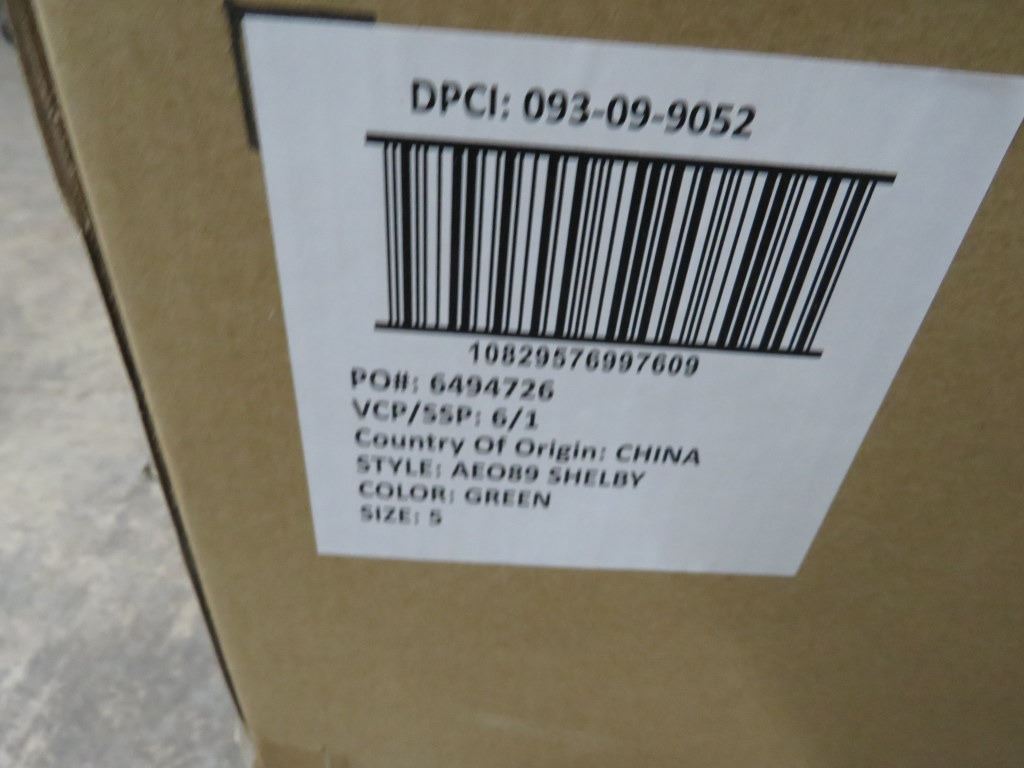 DPCI: 093-09-9052
10829576997609
PO#: 6494726
VCP/SSP: 6/1
Country Of Origin: CHINA
STYLE: AEO89 SHELBY
COLOR: GREEN
SIZE: 5